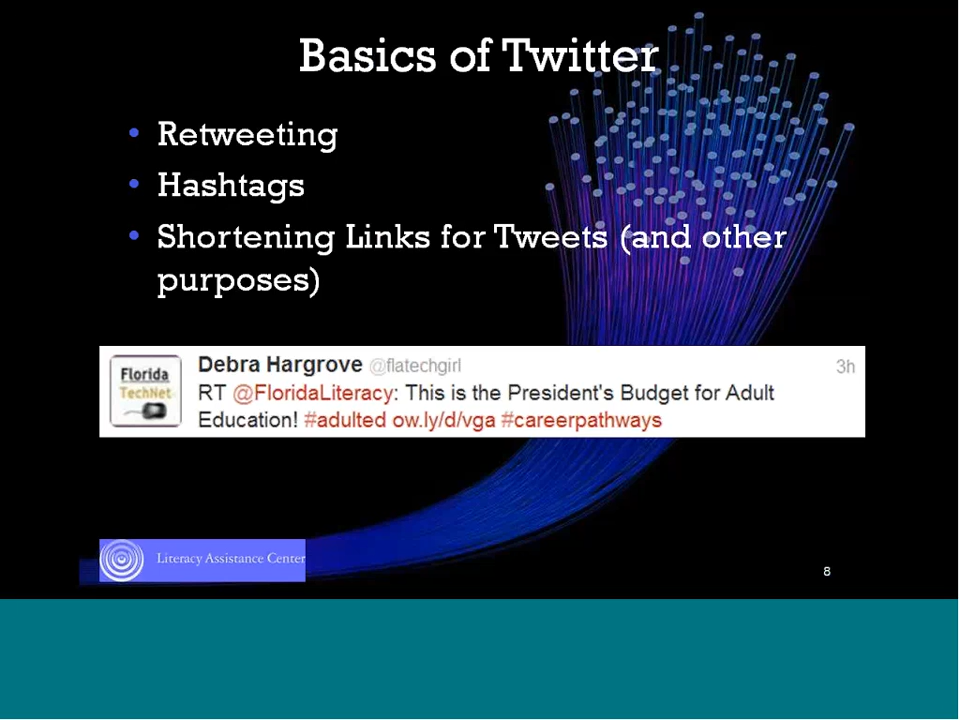 Basics of Twitter
• Retweeting
• Hashtags
• Shortening Links for Tweets (and other
purposes)
Florida
TechNet
Debra Hargrove @flatechgirl 3h
RT @FloridaLiteracy: This is the President's Budget for Adult
Education! #adulted ow.ly/d/vga #careerpathways
Literacy Assistance Center
8